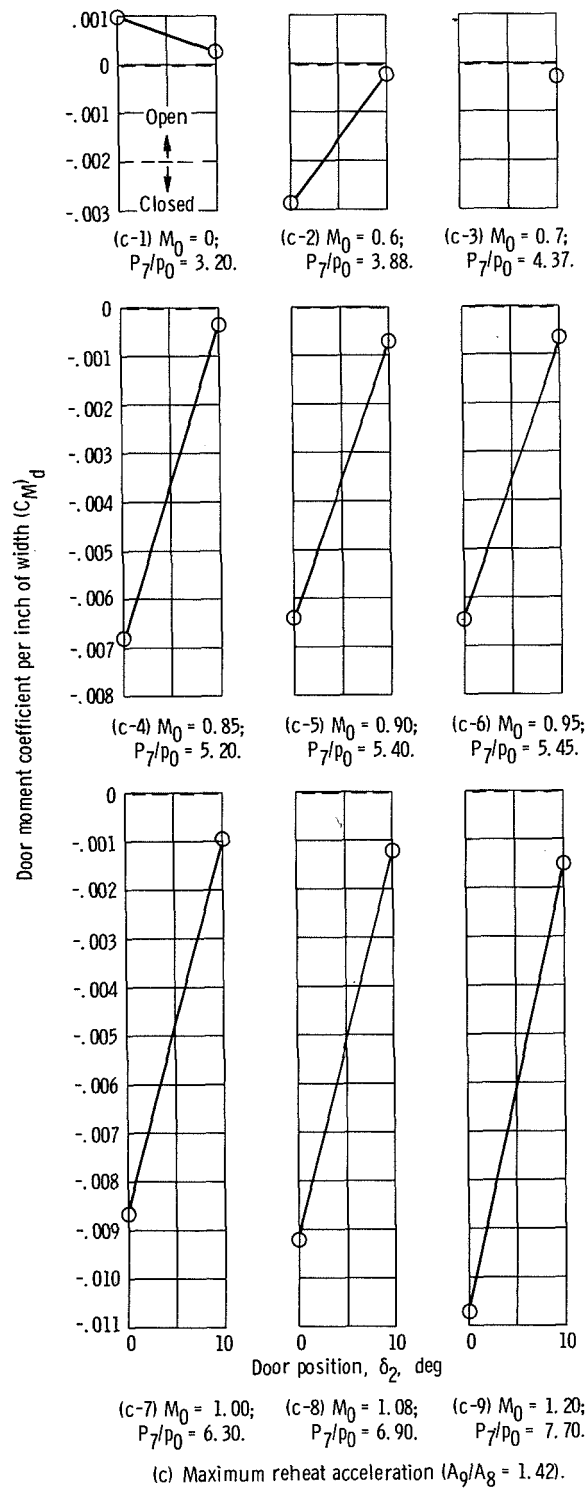 .001
0
-.001
-.002
-.003
Open
Closed
(c-1) M0 = 0;
P7/p0 = 3.20.
(c-2) M0 = 0.6;
P7/p0 = 3.88.
(c-3) M0 = 0.7;
P7/p0 = 4.37.
Door moment coefficient per inch of width (CM)d
0
-.001
-.002
-.003
-.004
-.005
-.006
-.007
-.008
(c-4) M0 = 0.85;
P7/p0 = 5.20.
(c-5) M0 = 0.90;
P7/p0 = 5.40.
(c-6) M0 = 0.95;
P7/p0 = 5.45.
0
-.001
-.002
-.003
-.004
-.005
-.006
-.007
-.008
-.009
-.010
-.011
0 10 0 10 0 10
Door position, δ2, deg
(c-7) M0 = 1.00;
P7/p0 = 6.30.
(c-8) M0 = 1.08;
P7/p0 = 6.90.
(c-9) M0 = 1.20;
P7/p0 = 7.70.
(c) Maximum reheat acceleration (A9/A8 = 1.42).